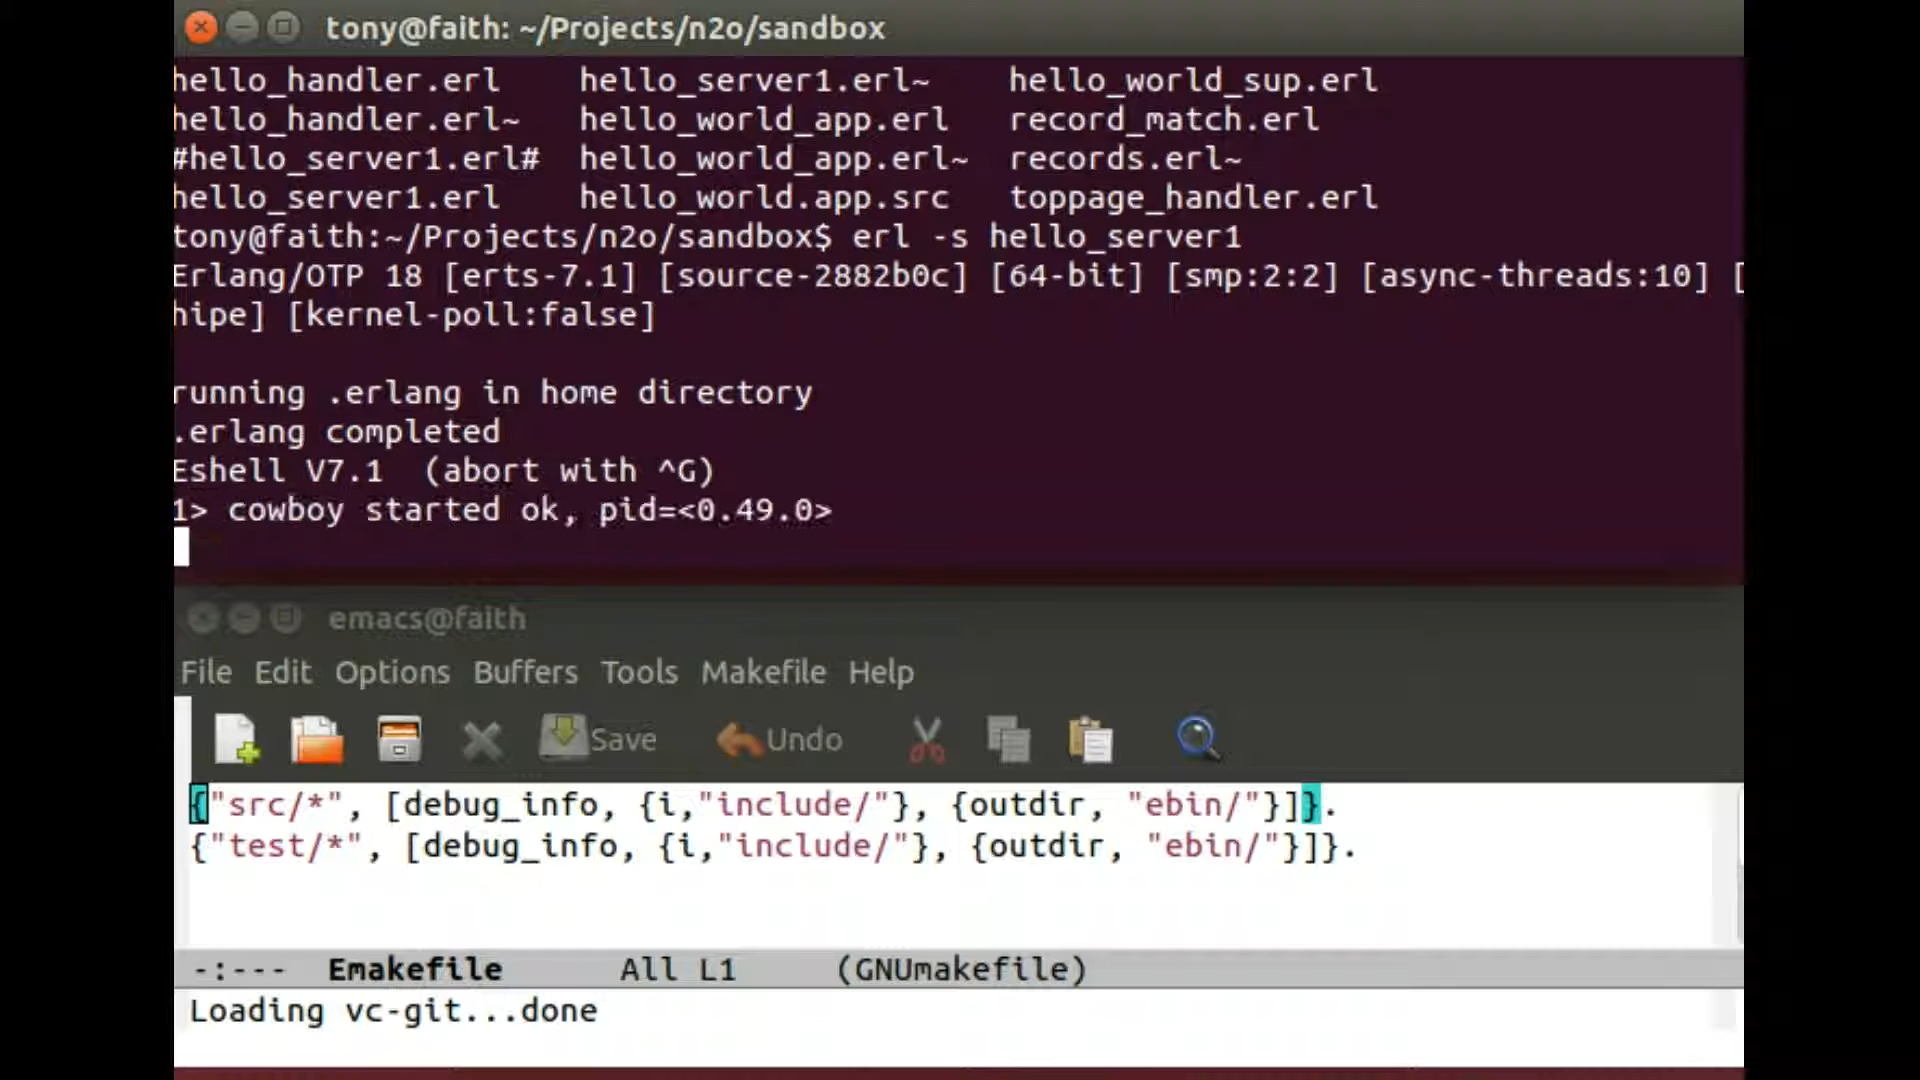 tony@faith: ~/Projects/n2o/sandbox
hello_handler.erl hello_server1.erl~ hello_world_sup.erl
hello_handler.erl~ hello_world_app.erl record_match.erl
#hello_server1.erl# hello_world_app.erl~ records.erl~
hello_server1.erl hello_world.app.src toppage_handler.erl
tony@faith:~/Projects/n2o/sandbox$ erl -s hello_server1
Erlang/OTP 18 [erts-7.1] [source-2882b0c] [64-bit] [smp:2:2] [async-threads:10] [
hipe] [kernel-poll:false]
running .erlang in home directory
.erlang completed
Eshell V7.1 (abort with ^G)
1> cowboy started ok, pid=<0.49.0>
emacs@faith
File Edit Options Buffers Tools Makefile Help
Save Undo
{"src/*", [debug_info, {i,"include/"}, {outdir, "ebin/"}]}.
{"test/*", [debug_info, {i,"include/"}, {outdir, "ebin/"}]}.
-:--- Emakefile All L1 (GNUmakefile)
Loading vc-git...done